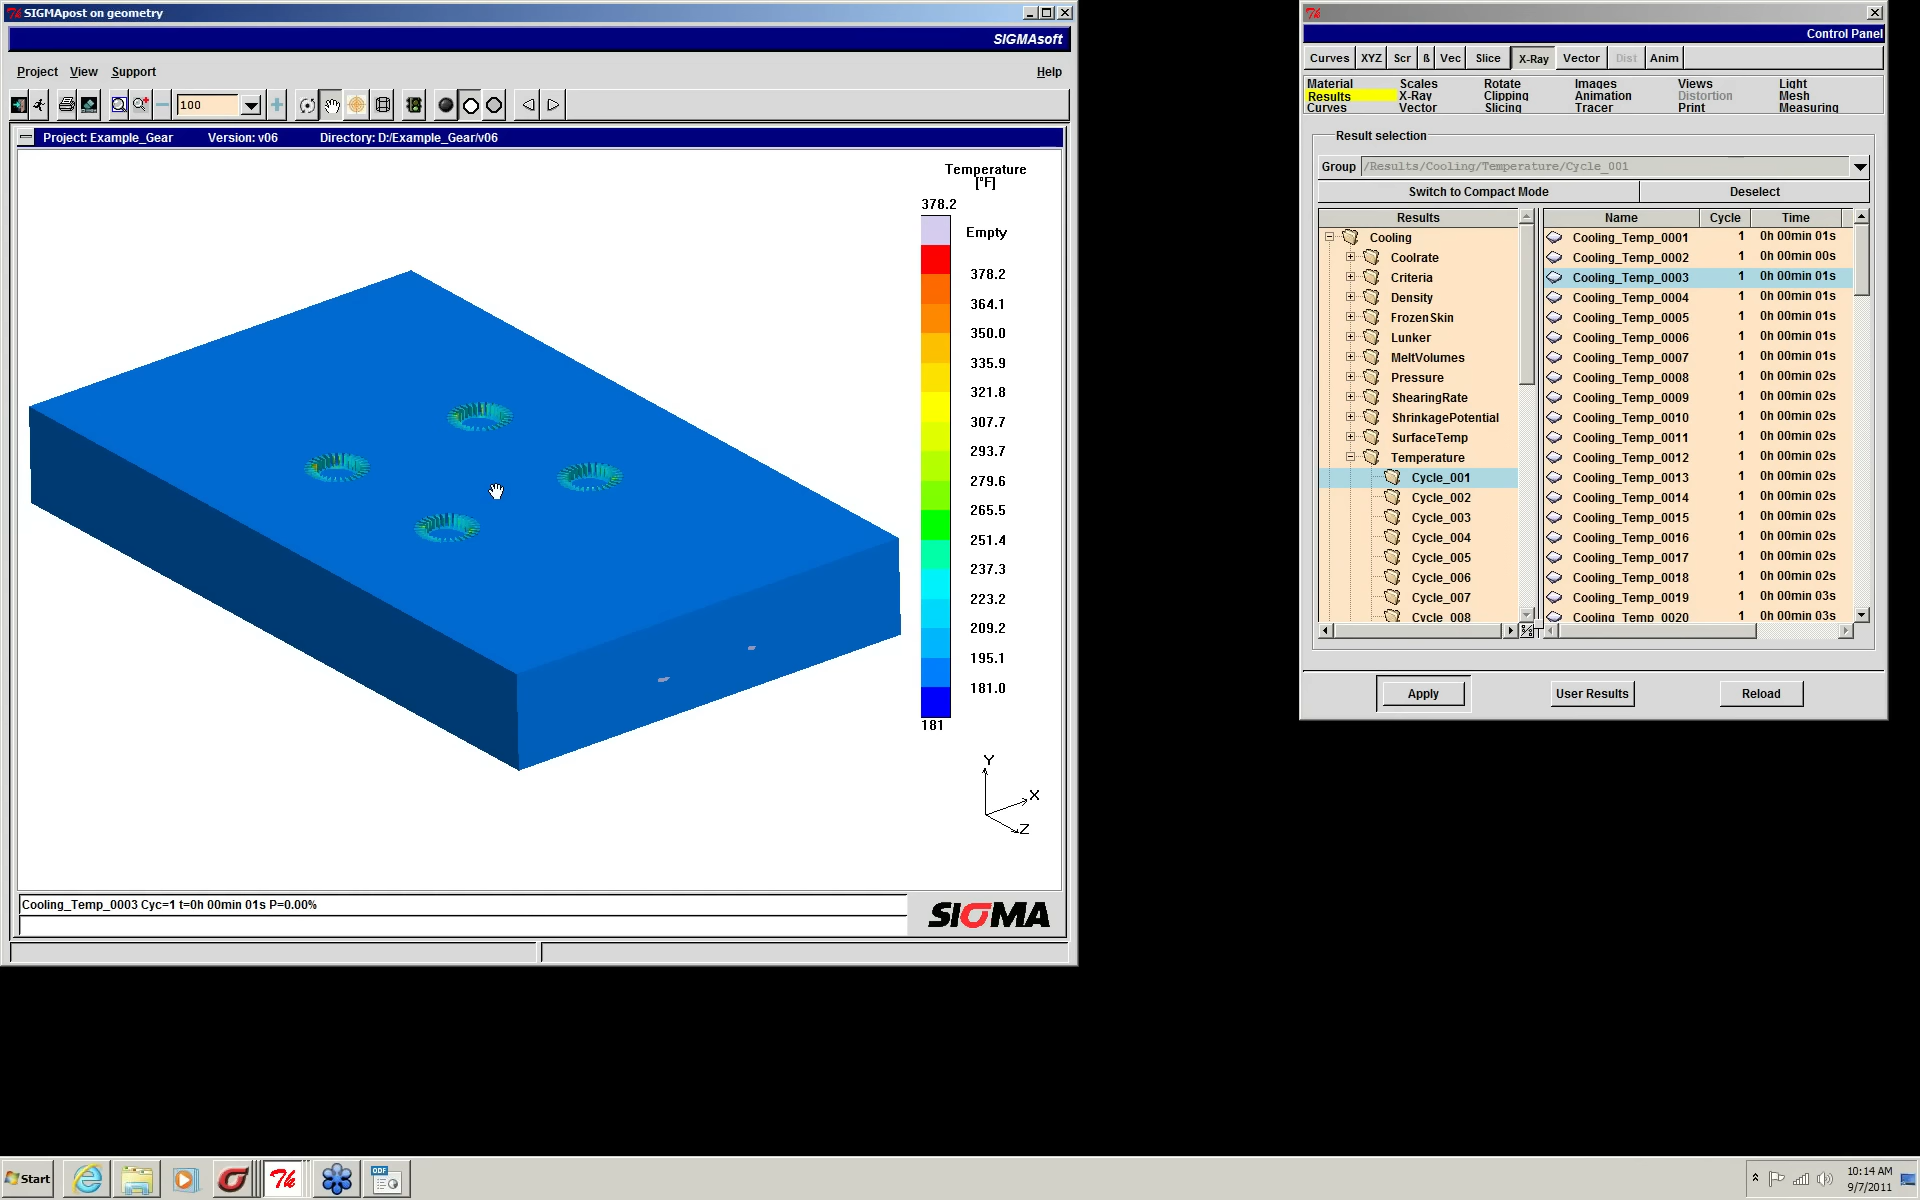 SIGMApost on geometry
SIGMAsoft
Project View Support Help
100
Project: Example_Gear Version: v06 Directory: D:/Example_Gear/v06
Temperature
[°F]
378.2
Empty
378.2
364.1
350.0
335.9
321.8
307.7
293.7
279.6
265.5
251.4
237.3
223.2
209.2
195.1
181.0
181
Y
X
Z
Cooling_Temp_0003 Cyc=1 t=0h 00min 01s P=0.00%
SIGMA
Control Panel
Curves XYZ Scr ß Vec Slice X-Ray Vector Dist Anim
Material Scales Rotate Images Views Light
Results X-Ray Clipping Animation Distortion Mesh
Curves Vector Slicing Tracer Print Measuring
Result selection
Group /Results/Cooling/Temperature/Cycle_001
Switch to Compact Mode Deselect
Results
Cooling
Coolrate
Criteria
Density
FrozenSkin
Lunker
MeltVolumes
Pressure
ShearingRate
ShrinkagePotential
SurfaceTemp
Temperature
Cycle_001
Cycle_002
Cycle_003
Cycle_004
Cycle_005
Cycle_006
Cycle_007
Cycle_008
Name Cycle Time
Cooling_Temp_0001 1 0h 00min 01s
Cooling_Temp_0002 1 0h 00min 00s
Cooling_Temp_0003 1 0h 00min 01s
Cooling_Temp_0004 1 0h 00min 01s
Cooling_Temp_0005 1 0h 00min 01s
Cooling_Temp_0006 1 0h 00min 01s
Cooling_Temp_0007 1 0h 00min 01s
Cooling_Temp_0008 1 0h 00min 02s
Cooling_Temp_0009 1 0h 00min 02s
Cooling_Temp_0010 1 0h 00min 02s
Cooling_Temp_0011 1 0h 00min 02s
Cooling_Temp_0012 1 0h 00min 02s
Cooling_Temp_0013 1 0h 00min 02s
Cooling_Temp_0014 1 0h 00min 02s
Cooling_Temp_0015 1 0h 00min 02s
Cooling_Temp_0016 1 0h 00min 02s
Cooling_Temp_0017 1 0h 00min 02s
Cooling_Temp_0018 1 0h 00min 02s
Cooling_Temp_0019 1 0h 00min 03s
Cooling_Temp_0020 1 0h 00min 03s
Apply User Results Reload
Start
ODF
10:14 AM
9/7/2011